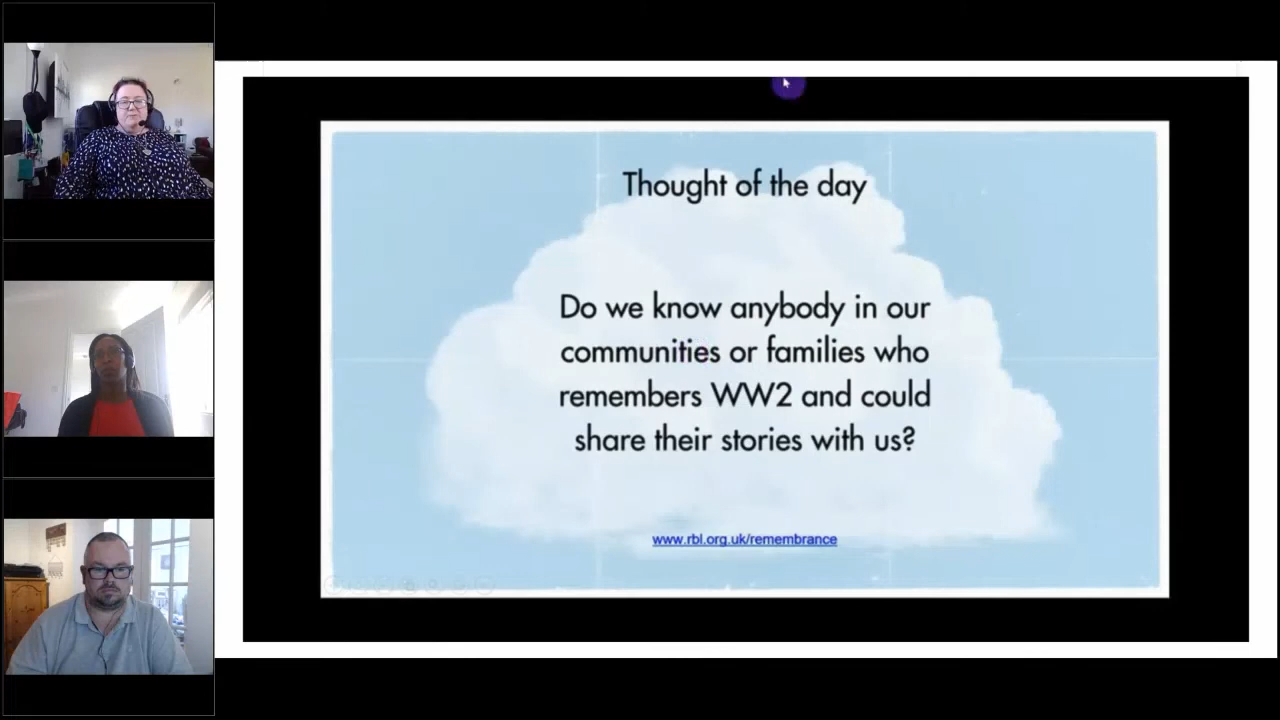 Thought of the day
Do we know anybody in our
communities or families who
remembers WW2 and could
share their stories with us?
www.rbl.org.uk/remembrance